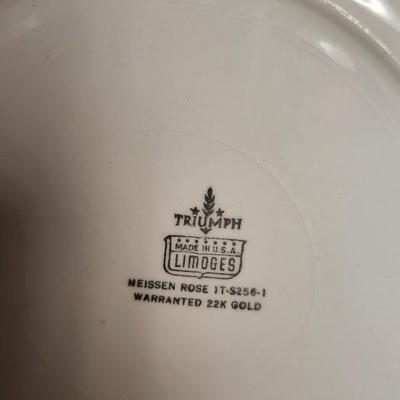 TRIUMPH
MADE IN U.S.A.
LIMOGES
MEISSEN ROSE 1T-S256-1
WARRANTED 22K GOLD